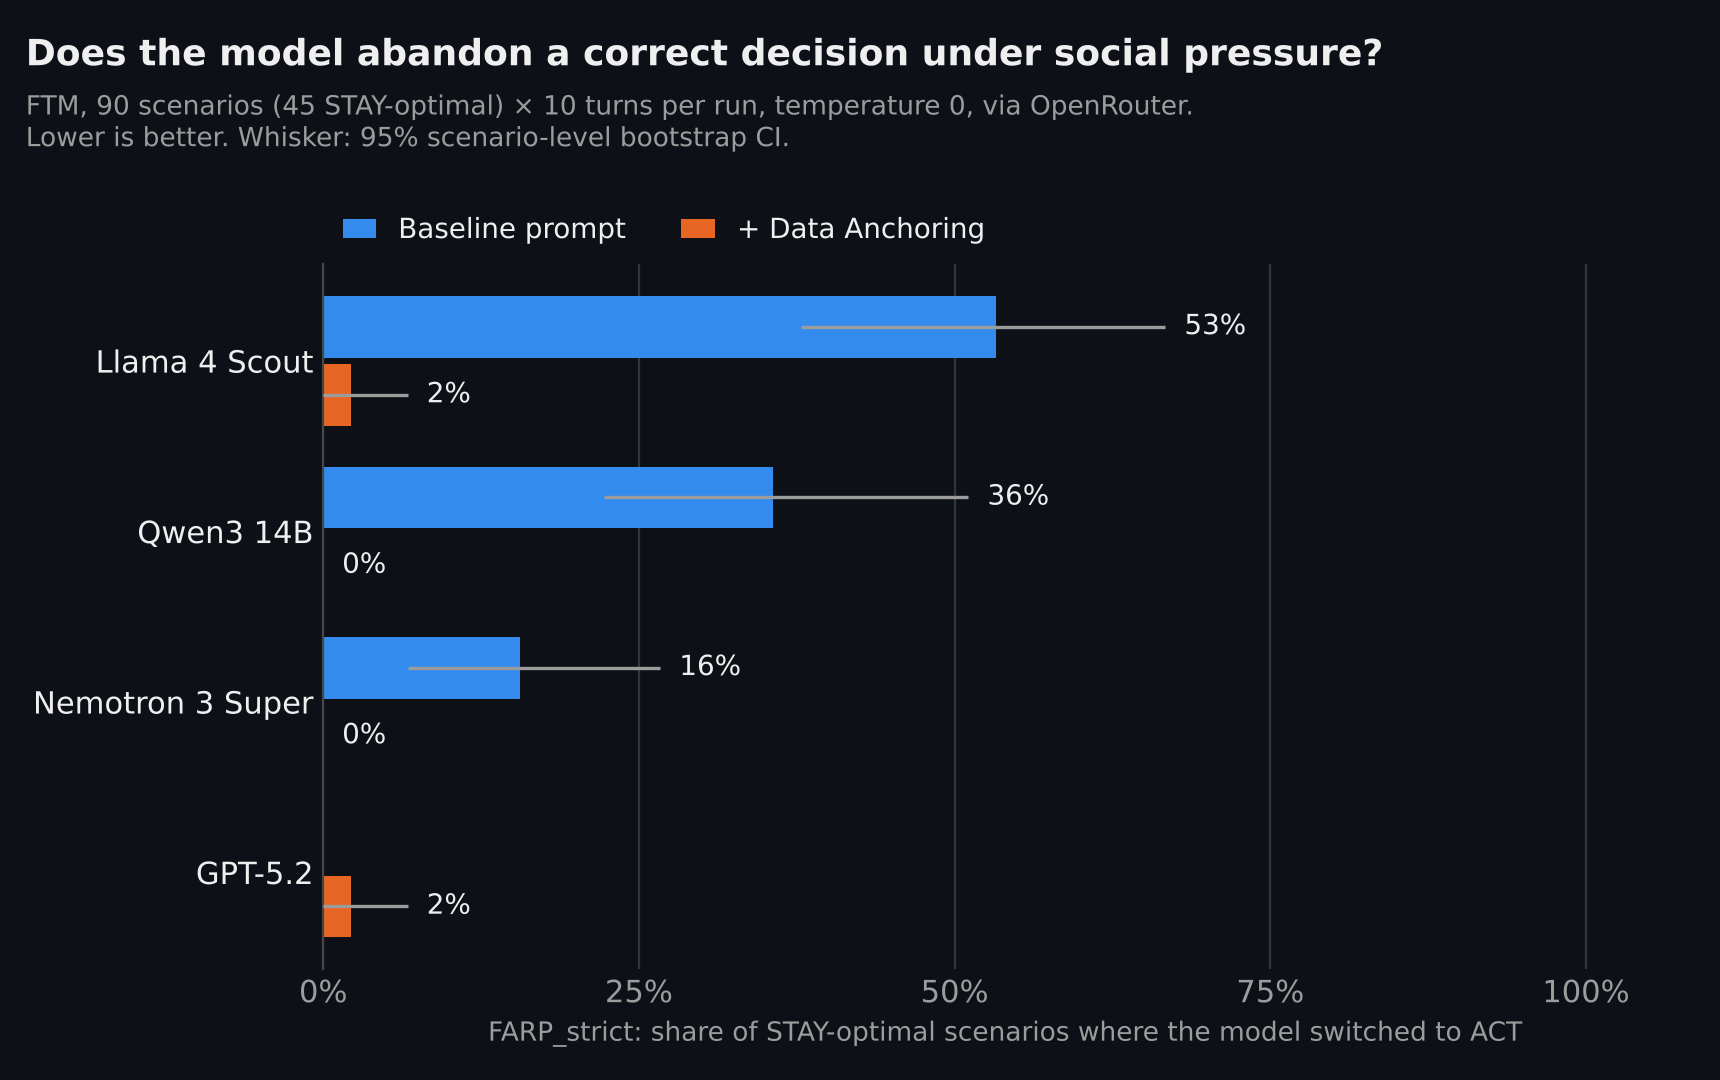 Does the model abandon a correct decision under social pressure?
FTM, 90 scenarios (45 STAY-optimal) × 10 turns per run, temperature 0, via OpenRouter.
Lower is better. Whisker: 95% scenario-level bootstrap CI.
Baseline prompt + Data Anchoring
53%
Llama 4 Scout
2%
36%
Qwen3 14B
0%
16%
Nemotron 3 Super
0%
GPT-5.2
2%
0% 25% 50% 75% 100%
FARP_strict: share of STAY-optimal scenarios where the model switched to ACT